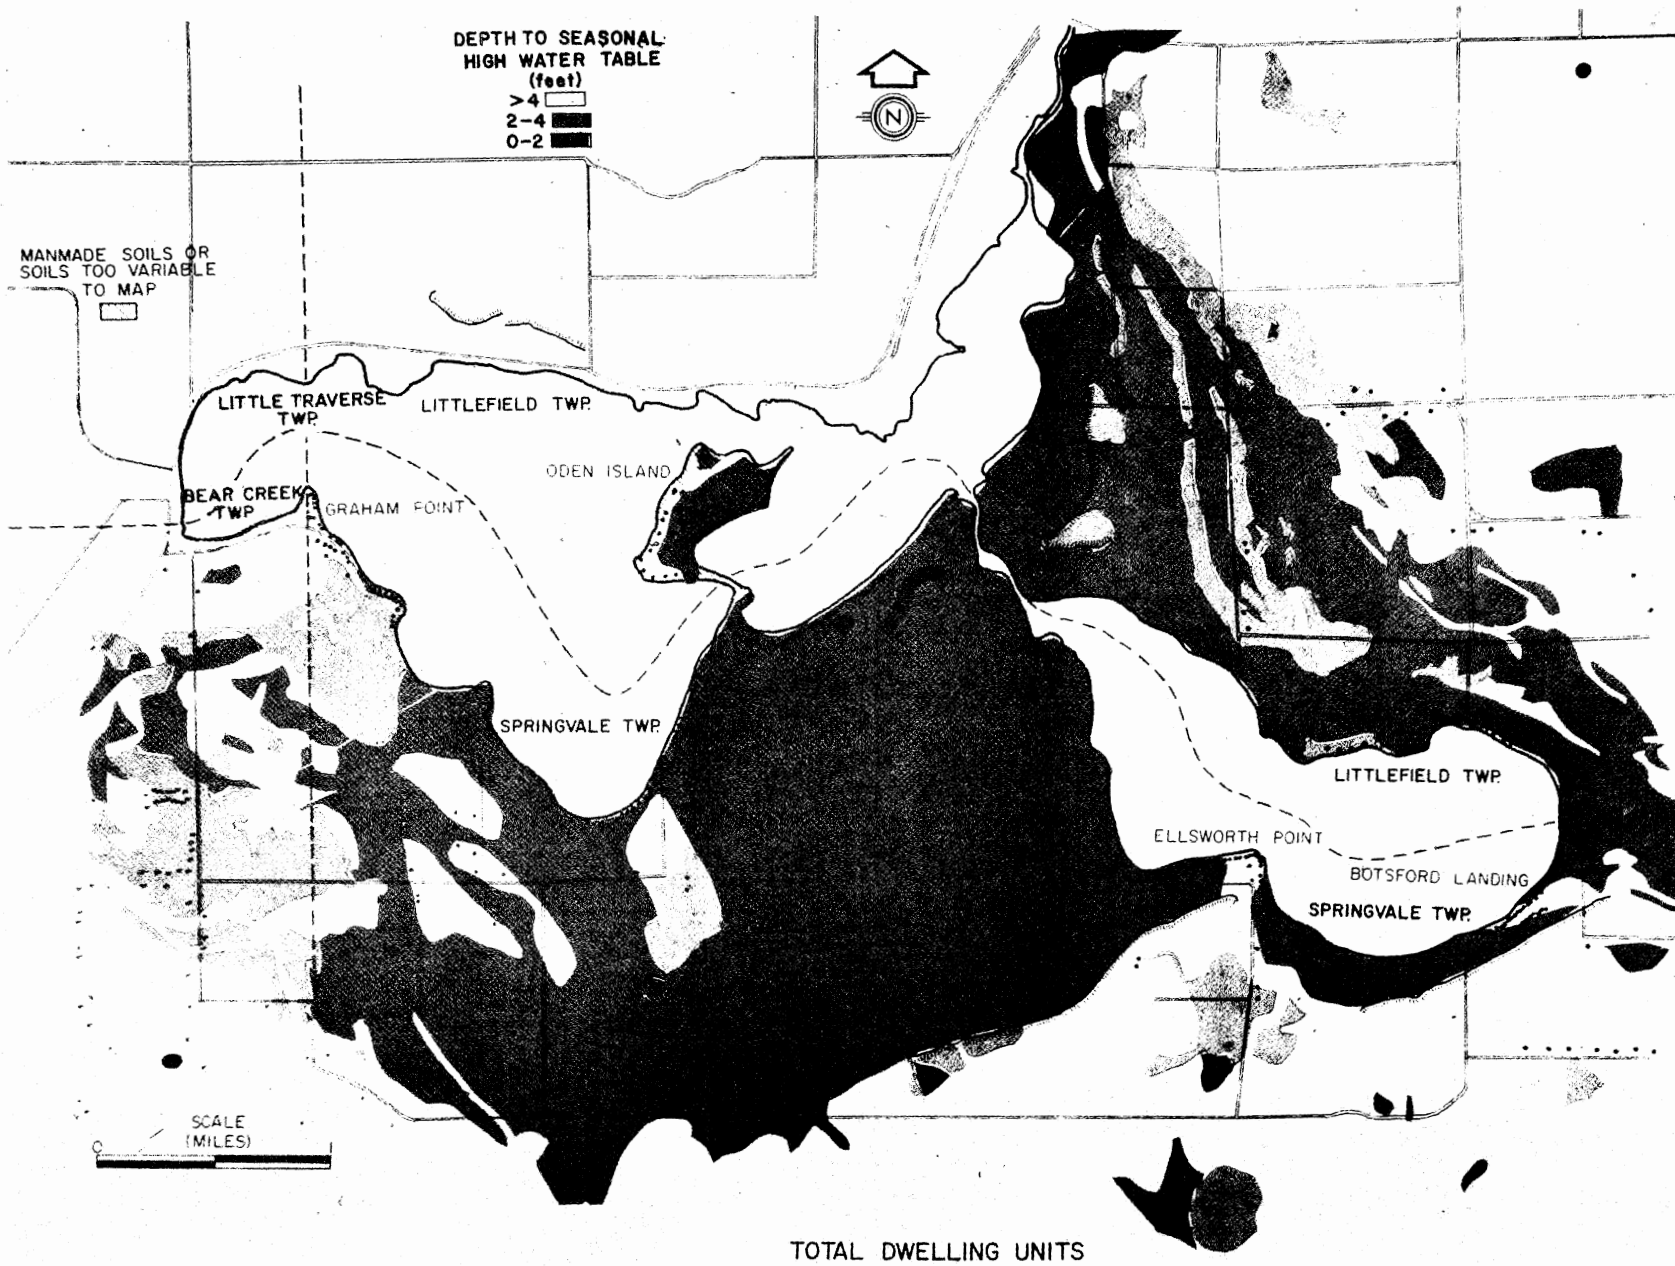 DEPTH TO SEASONAL
HIGH WATER TABLE
(feet)
>4
2-4
0-2
N
MANMADE SOILS OR
SOILS TOO VARIABLE
TO MAP
LITTLE TRAVERSE
TWP.
LITTLEFIELD TWP.
ODEN ISLAND
BEAR CREEK
TWP.
GRAHAM POINT
SPRINGVALE TWP.
LITTLEFIELD TWP.
ELLSWORTH POINT
BOTSFORD LANDING
SPRINGVALE TWP.
SCALE
(MILES)
0
1
TOTAL DWELLING UNITS